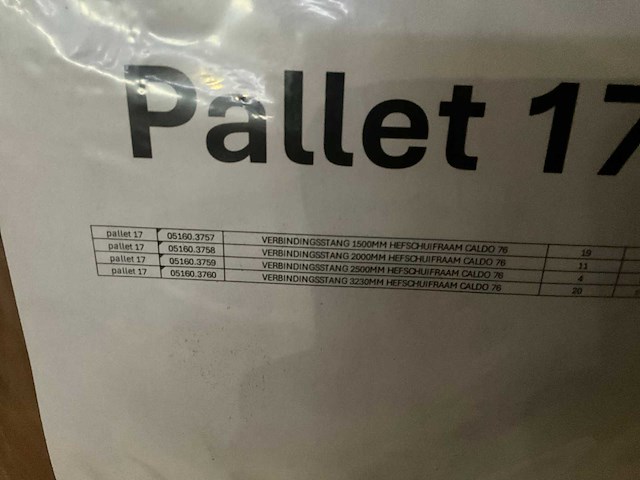 Pallet 17
pallet 17 05160.3757 VERBINDINGSSTANG 1500MM HEFSCHUIFRAAM CALDO 76 19
pallet 17 05160.3758 VERBINDINGSSTANG 2000MM HEFSCHUIFRAAM CALDO 76 11
pallet 17 05160.3759 VERBINDINGSSTANG 2500MM HEFSCHUIFRAAM CALDO 76 4
pallet 17 05160.3760 VERBINDINGSSTANG 3230MM HEFSCHUIFRAAM CALDO 76 20